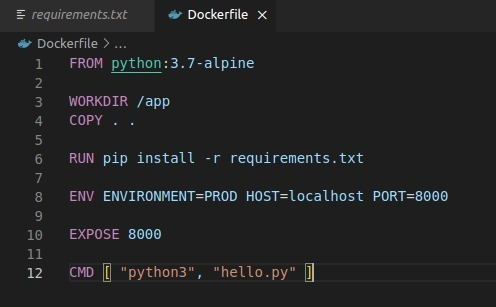 requirements.txt Dockerfile ×
Dockerfile > ...
1 FROM python:3.7-alpine
2
3 WORKDIR /app
4 COPY . .
5
6 RUN pip install -r requirements.txt
7
8 ENV ENVIRONMENT=PROD HOST=localhost PORT=8000
9
10 EXPOSE 8000
11
12 CMD [ "python3", "hello.py" ]